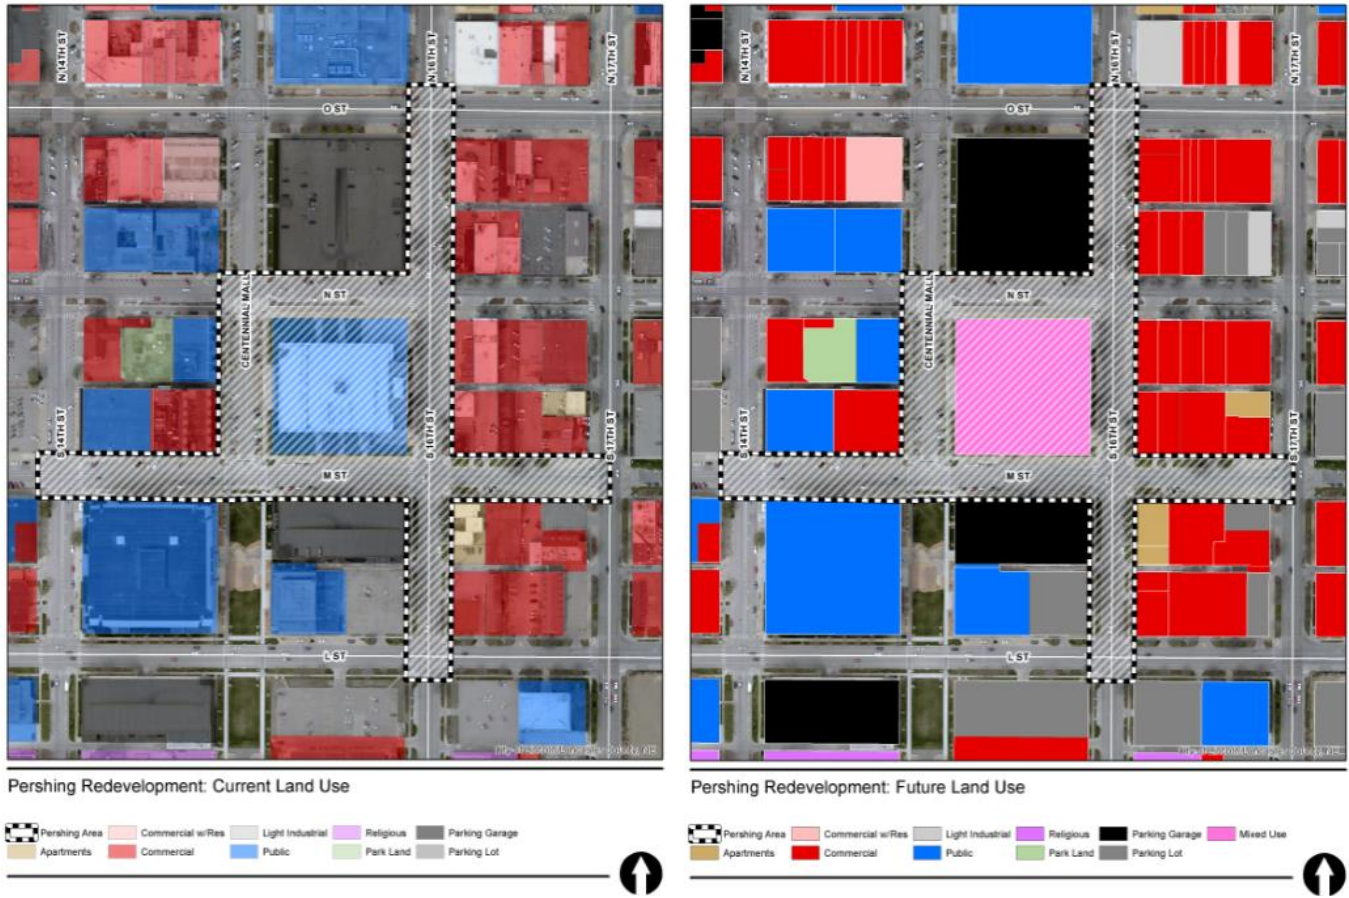 N 14TH ST
N 16TH ST
N 17TH ST
O ST
CENTENNIAL MALL
N ST
S 14TH ST
S 16TH ST
S 17TH ST
M ST
L ST
Pershing Redevelopment: Current Land Use
Pershing Area Commercial w/Res Light Industrial Religious Parking Garage
Apartments Commercial Public Park Land Parking Lot
N 14TH ST
N 16TH ST
N 17TH ST
O ST
CENTENNIAL MALL
N ST
S 14TH ST
S 16TH ST
S 17TH ST
M ST
L ST
Pershing Redevelopment: Future Land Use
Pershing Area Commercial w/Res Light Industrial Religious Parking Garage Mixed Use
Apartments Commercial Public Park Land Parking Lot